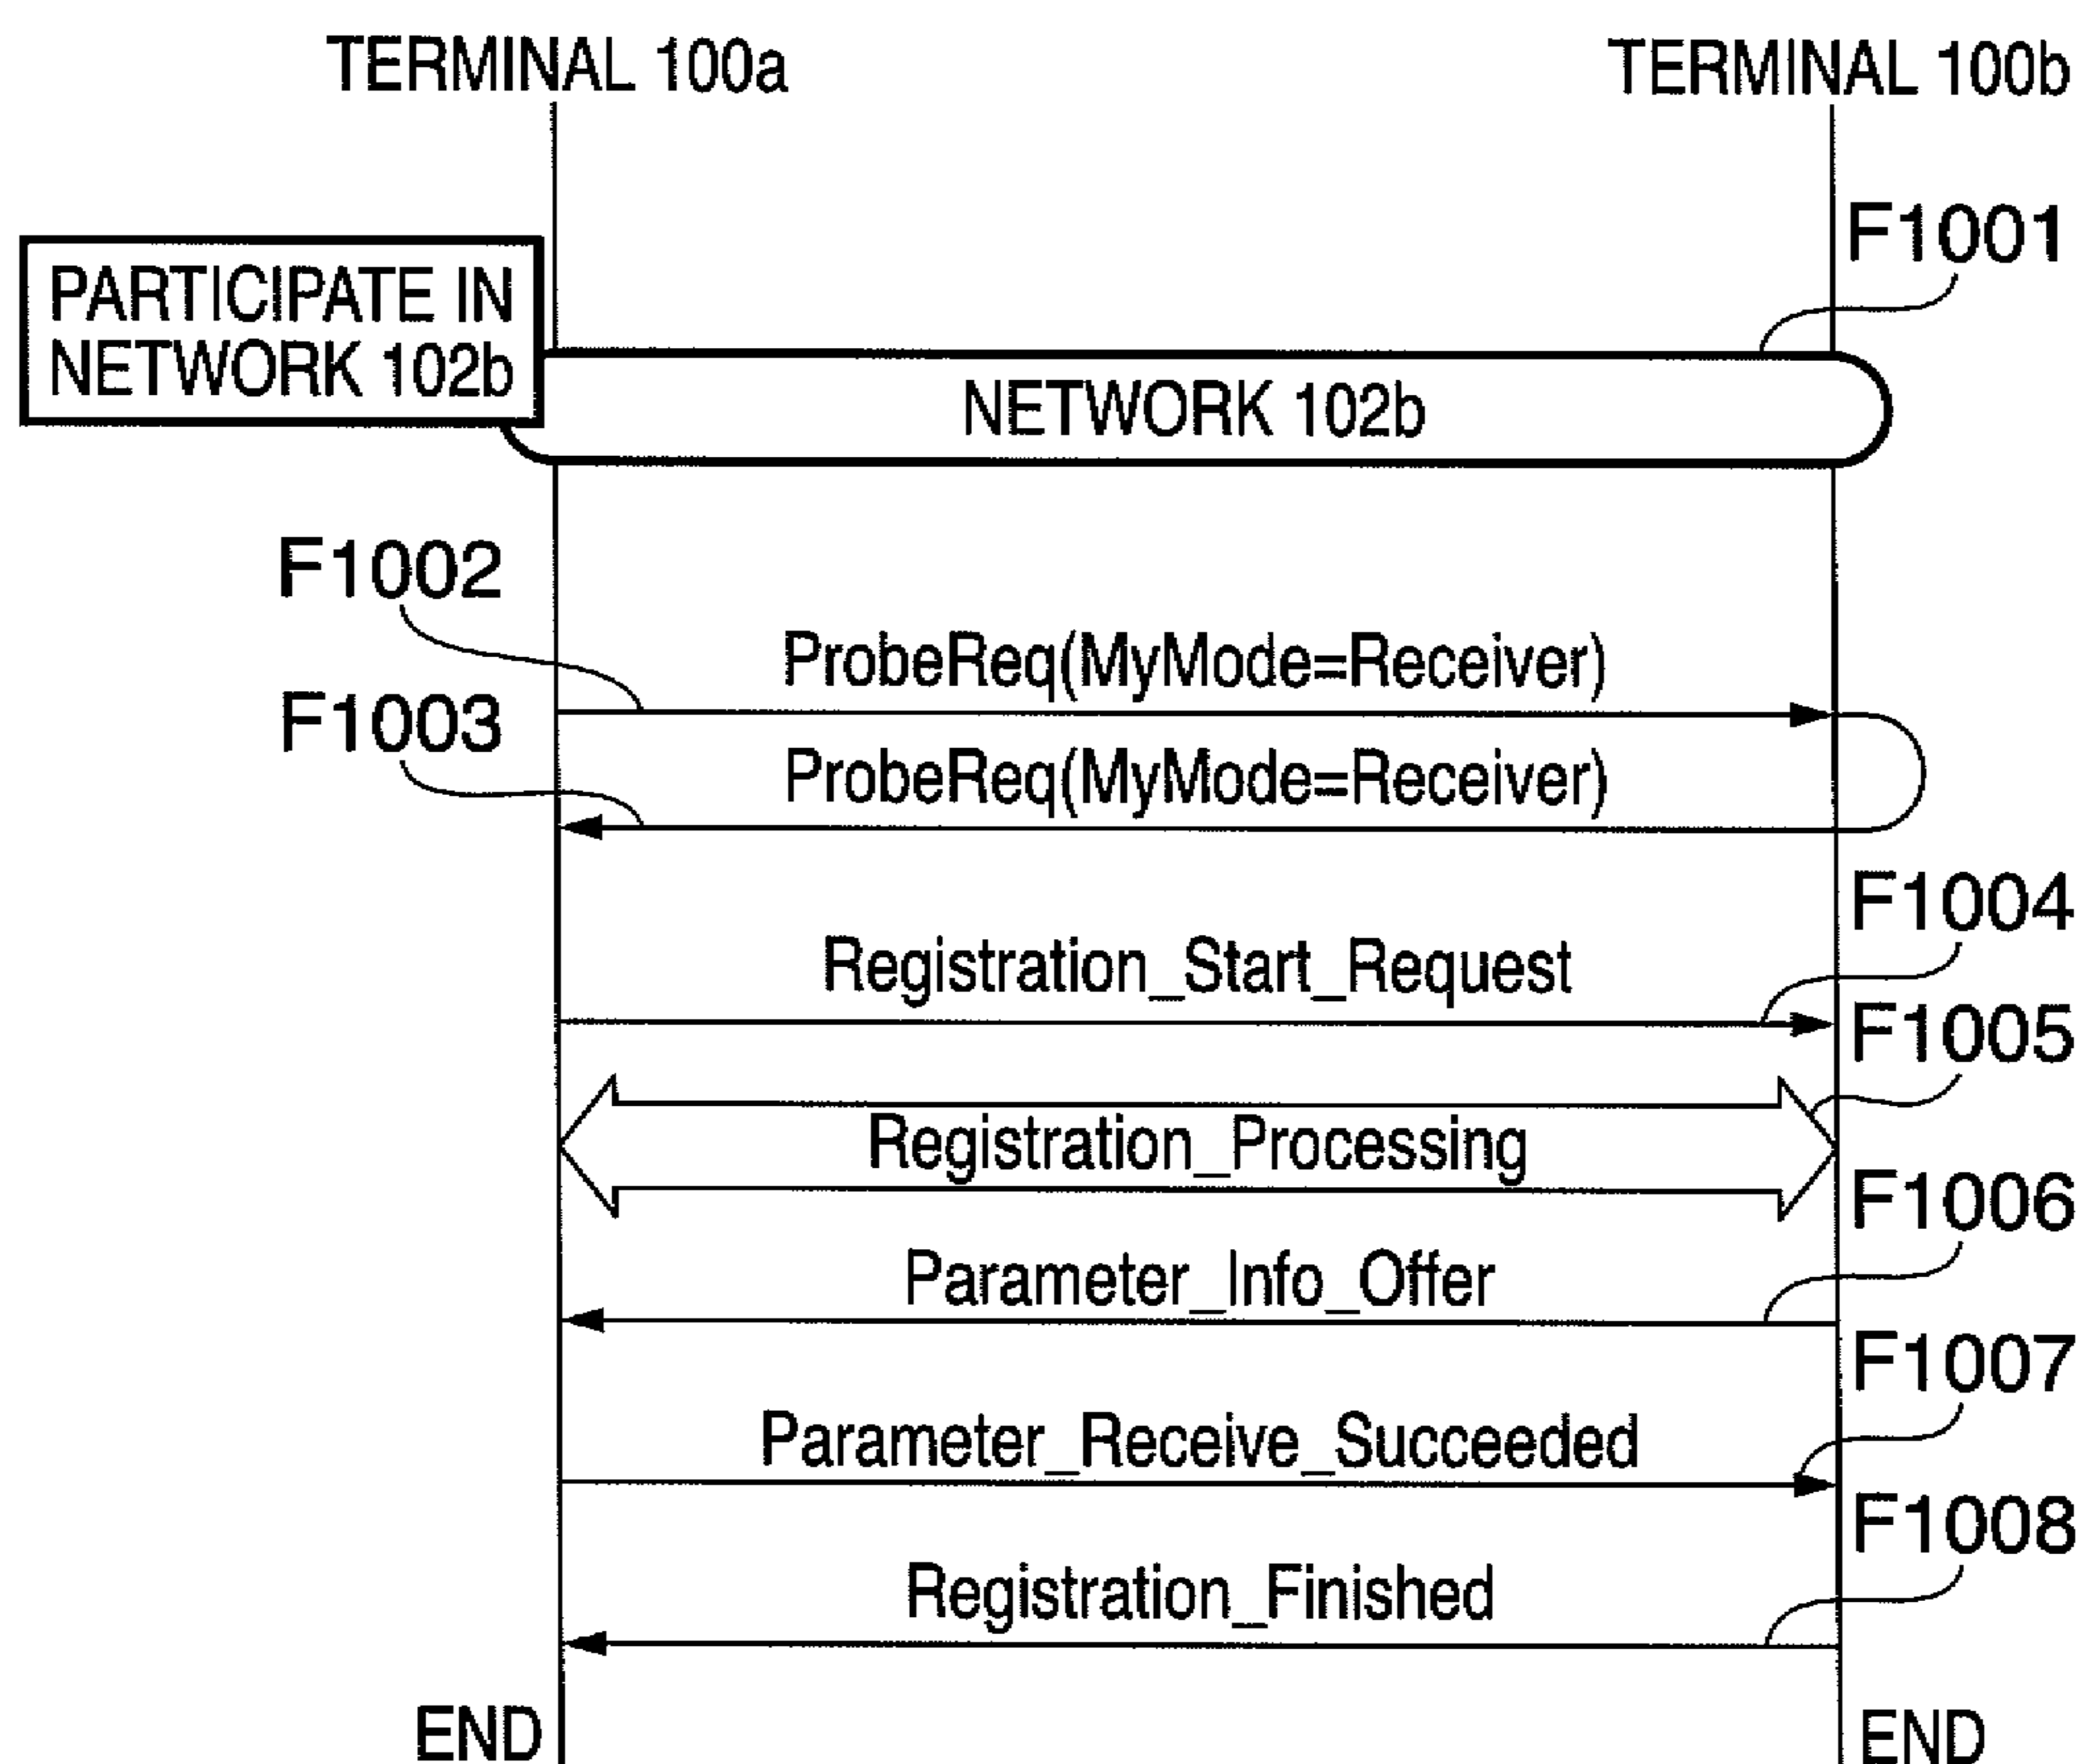 TERMINAL 100a
TERMINAL 100b
F1001
PARTICIPATE IN
NETWORK 102b
NETWORK 102b
F1002
ProbeReq(MyMode=Receiver)
F1003
ProbeReq(MyMode=Receiver)
F1004
Registration_Start_Request
F1005
Registration_Processing
F1006
Parameter_Info_Offer
F1007
Parameter_Receive_Succeeded
F1008
Registration_Finished
END
END